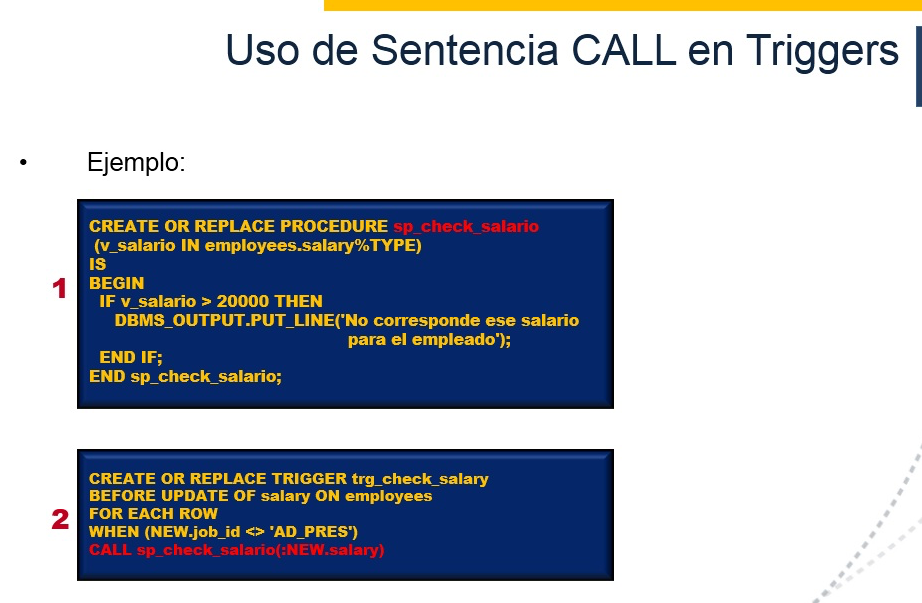 Uso de Sentencia CALL en Triggers
• Ejemplo:
1
CREATE OR REPLACE PROCEDURE sp_check_salario
(v_salario IN employees.salary%TYPE)
IS
BEGIN
IF v_salario > 20000 THEN
DBMS_OUTPUT.PUT_LINE('No corresponde ese salario
para el empleado');
END IF;
END sp_check_salario;
2
CREATE OR REPLACE TRIGGER trg_check_salary
BEFORE UPDATE OF salary ON employees
FOR EACH ROW
WHEN (NEW.job_id <> 'AD_PRES')
CALL sp_check_salario(:NEW.salary)